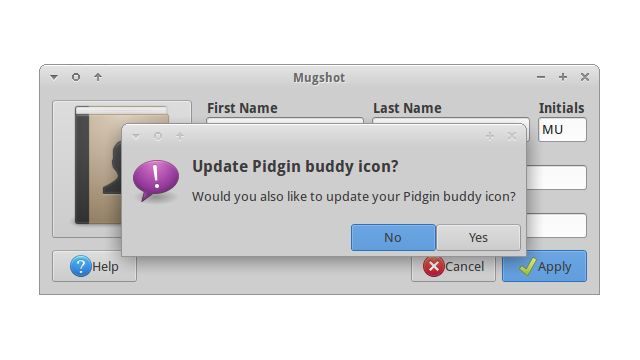 Mugshot
First Name Last Name Initials
MU
Update Pidgin buddy icon?
Would you also like to update your Pidgin buddy icon?
No Yes
Help Cancel Apply